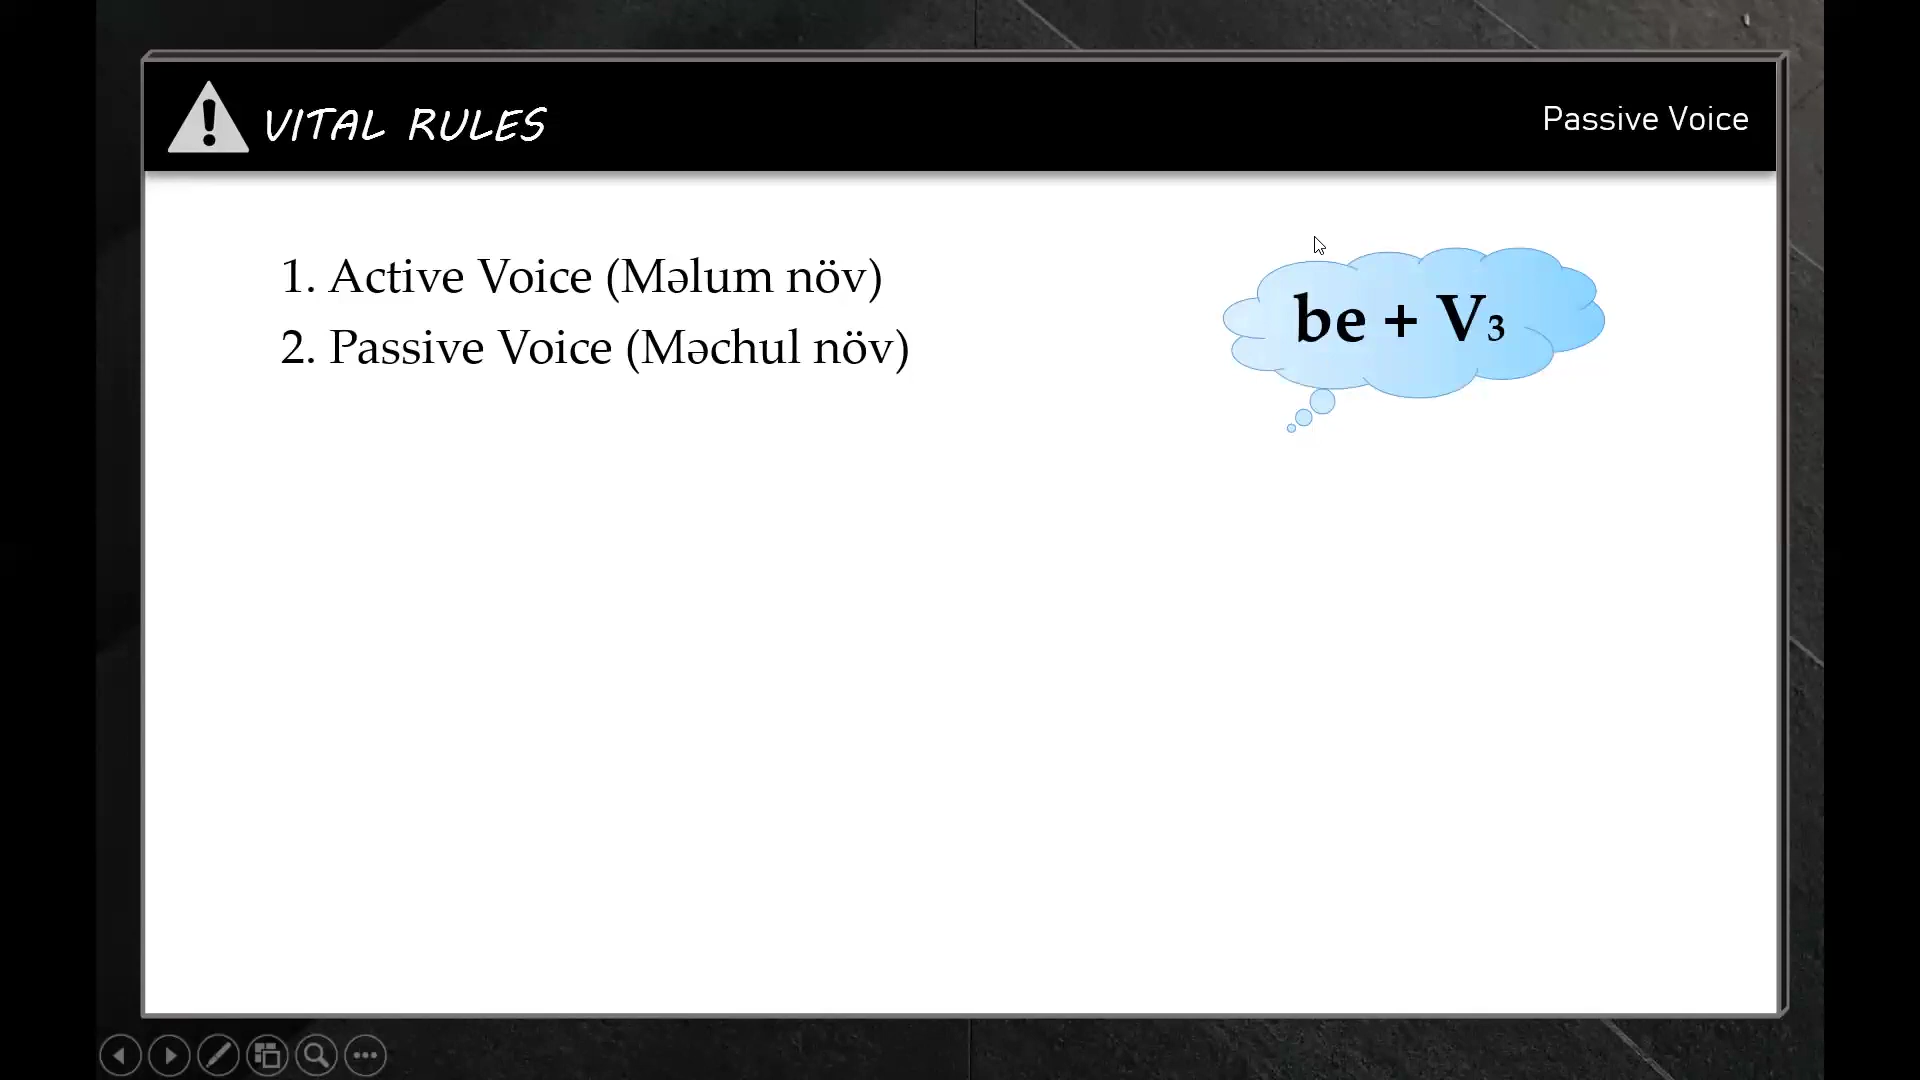 VITAL RULES
Passive Voice
1. Active Voice (Məlum növ)
2. Passive Voice (Məchul növ)
be + V₃